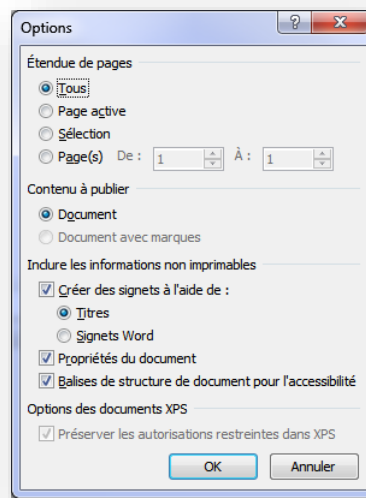 Options
Étendue de pages
Tous
Page active
Sélection
Page(s) De : 1 À : 1
Contenu à publier
Document
Document avec marques
Inclure les informations non imprimables
Créer des signets à l'aide de :
Titres
Signets Word
Propriétés du document
Balises de structure de document pour l'accessibilité
Options des documents XPS
Préserver les autorisations restreintes dans XPS
OK Annuler